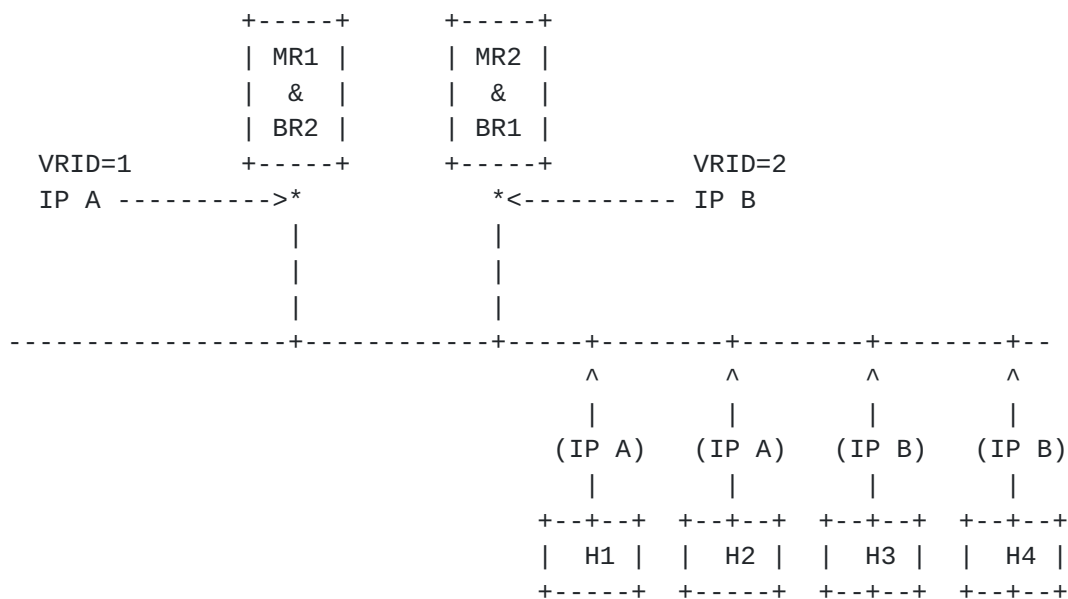 +-----+      +-----+
| MR1 |      | MR2 |
|  &  |      |  &  |
| BR2 |      | BR1 |
VRID=1       +-----+      +-----+         VRID=2
IP A ---------->*            *<---------- IP B
|            |
|            |
|            |
------------------+------------+-----+--------+--------+--------+--
^        ^        ^        ^
|        |        |        |
(IP A)   (IP A)   (IP B)   (IP B)
|        |        |        |
+--+--+  +--+--+  +--+--+  +--+--+
|  H1 |  |  H2 |  |  H3 |  |  H4 |
+-----+  +-----+  +--+--+  +--+--+